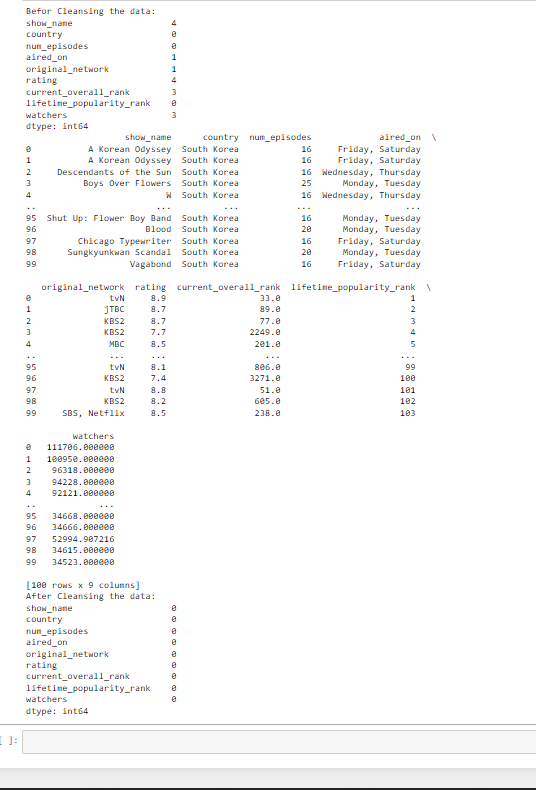 Befor Cleansing the data:
show_name 4
country 0
num_episodes 0
aired_on 1
original_network 1
rating 4
current_overall_rank 3
lifetime_popularity_rank 0
watchers 3
dtype: int64
show_name country num_episodes aired_on \
0 A Korean Odyssey South Korea 16 Friday, Saturday
1 A Korean Odyssey South Korea 16 Friday, Saturday
2 Descendants of the Sun South Korea 16 Wednesday, Thursday
3 Boys Over Flowers South Korea 25 Monday, Tuesday
4 W South Korea 16 Wednesday, Thursday
.. ... ... ... ...
95 Shut Up: Flower Boy Band South Korea 16 Monday, Tuesday
96 Blood South Korea 20 Monday, Tuesday
97 Chicago Typewriter South Korea 16 Friday, Saturday
98 Sungkyunkwan Scandal South Korea 20 Monday, Tuesday
99 Vagabond South Korea 16 Friday, Saturday
original_network rating current_overall_rank lifetime_popularity_rank \
0 tvN 8.9 33.0 1
1 jTBC 8.7 89.0 2
2 KBS2 8.7 77.0 3
3 KBS2 7.7 2249.0 4
4 MBC 8.5 201.0 5
.. ... ... ... ...
95 tvN 8.1 806.0 99
96 KBS2 7.4 3271.0 100
97 tvN 8.8 51.0 101
98 KBS2 8.2 605.0 102
99 SBS, Netflix 8.5 238.0 103
watchers
0 111706.000000
1 100950.000000
2 96318.000000
3 94228.000000
4 92121.000000
.. ...
95 34668.000000
96 34666.000000
97 52994.907216
98 34615.000000
99 34523.000000
[100 rows x 9 columns]
After Cleansing the data:
show_name 0
country 0
num_episodes 0
aired_on 0
original_network 0
rating 0
current_overall_rank 0
lifetime_popularity_rank 0
watchers 0
dtype: int64
[ ]: